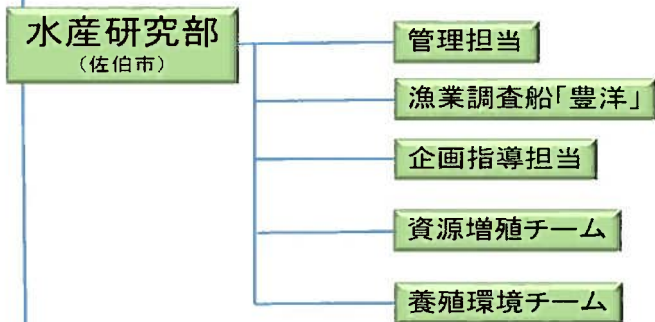 水産研究部
(佐伯市)
管理担当
漁業調査船「豊洋」
企画指導担当
資源増殖チーム
養殖環境チーム